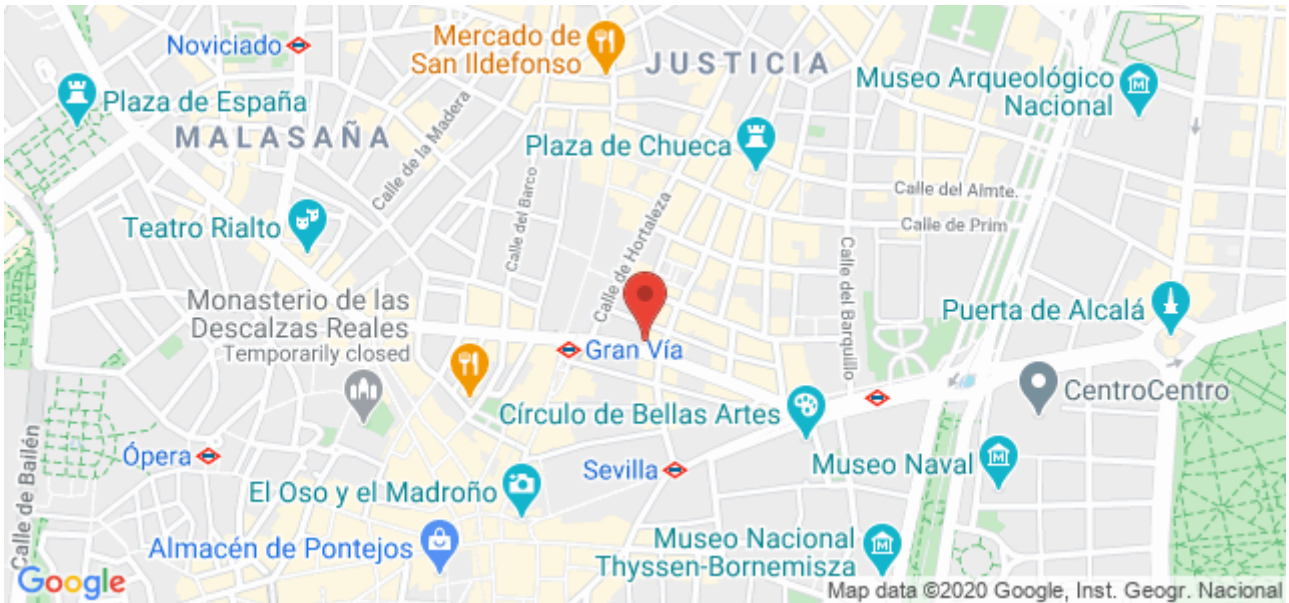 Noviciado
Mercado de
San Ildefonso
JUSTICIA
Museo Arqueológico
Nacional
Plaza de España
MALASAÑA
Calle de la Madera
Plaza de Chueca
Calle del Almte.
Calle de Prim
Teatro Rialto
Calle del Barco
Calle de Hortaleza
Calle del Barquillo
Monasterio de las
Descalzas Reales
Temporarily closed
Puerta de Alcalá
Gran Vía
CentroCentro
Círculo de Bellas Artes
Ópera
Sevilla
Museo Naval
Calle de Bailén
El Oso y el Madroño
Almacén de Pontejos
Museo Nacional
Thyssen-Bornemisza
Google
Map data ©2020 Google, Inst. Geogr. Nacional